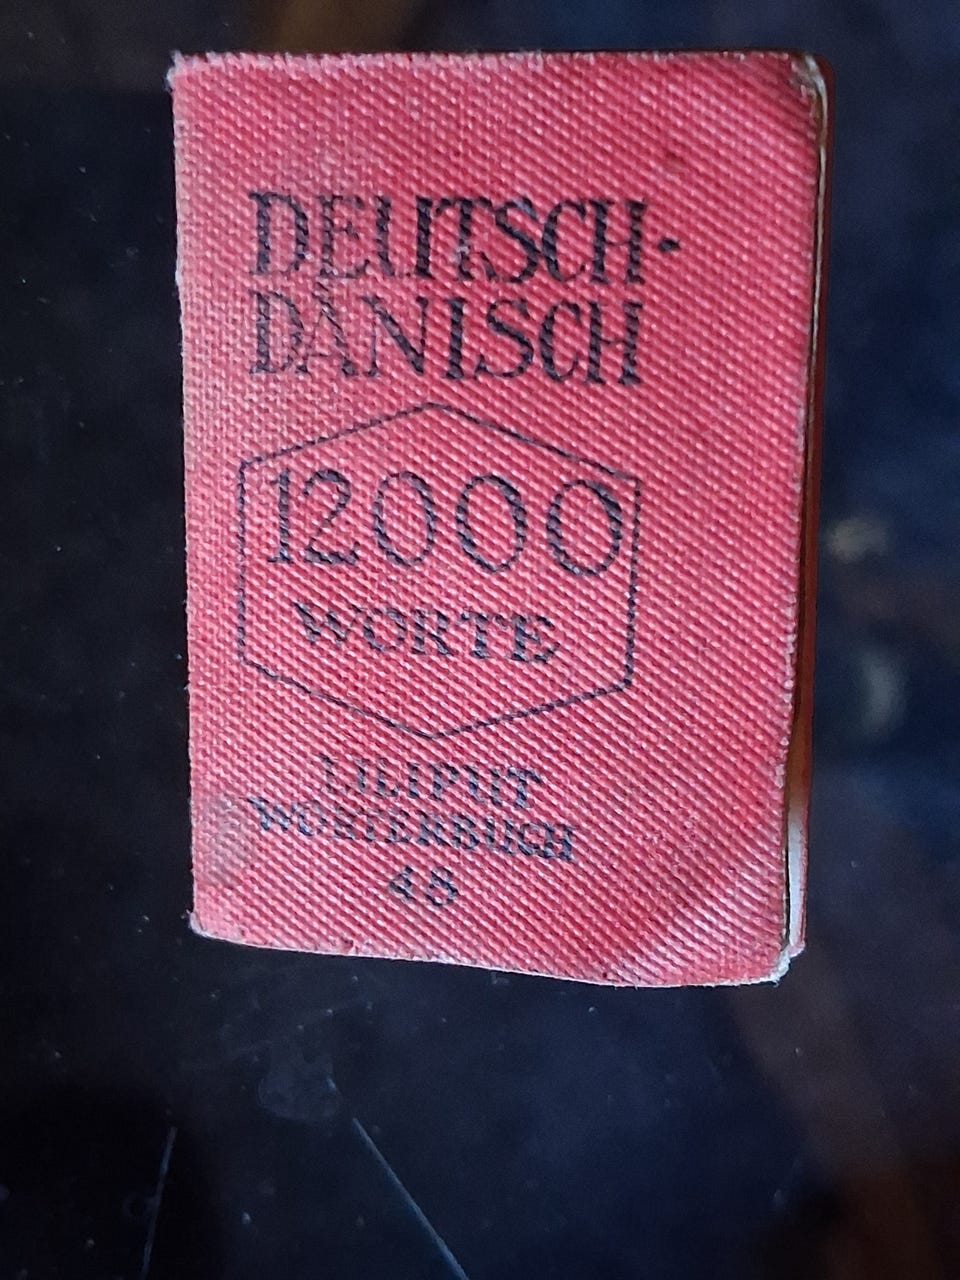 DEUTSCH-
DÄNISCH
12000
WORTE
LILIPUT
WÖRTERBUCH
48